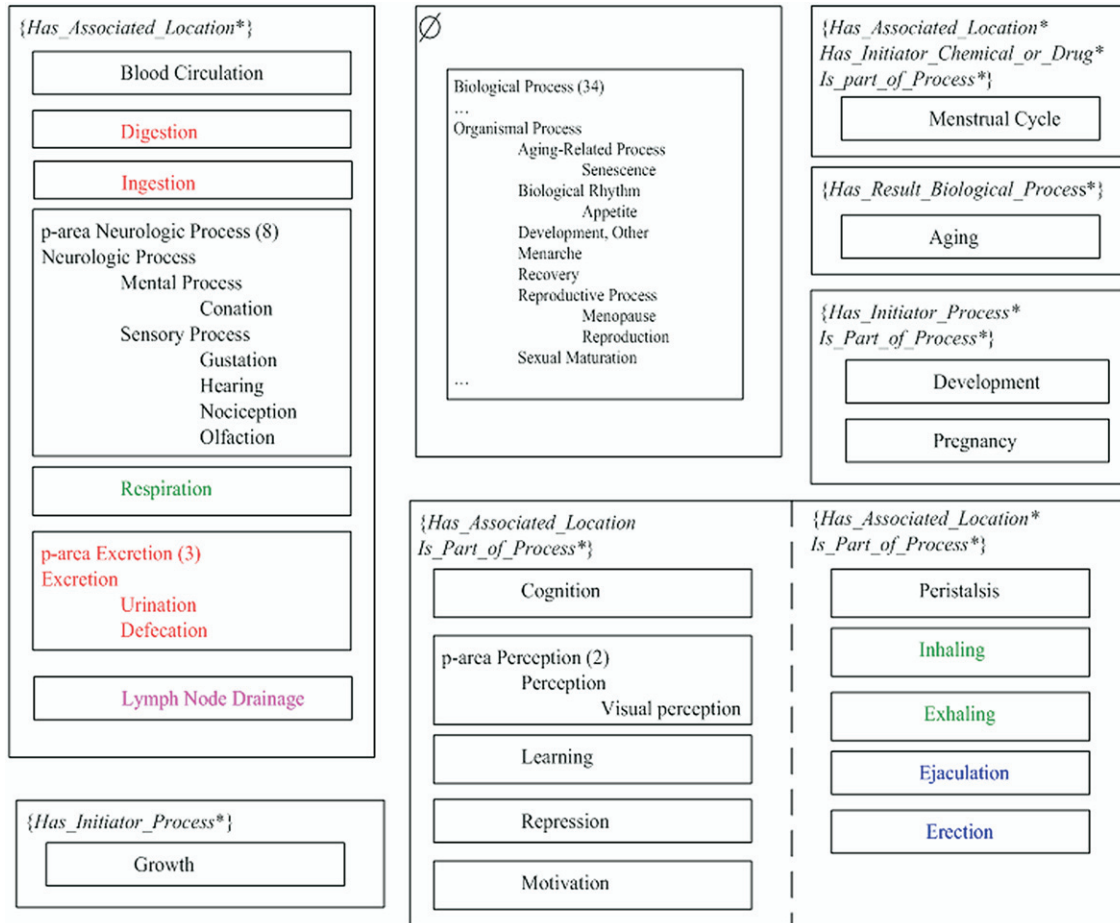 {Has_Associated_Location*}
Blood Circulation
Digestion
Ingestion
p-area Neurologic Process (8)
Neurologic Process
Mental Process
Conation
Sensory Process
Gustation
Hearing
Nociception
Olfaction
Respiration
p-area Excretion (3)
Excretion
Urination
Defecation
Lymph Node Drainage
{Has_Initiator_Process*}
Growth
∅
Biological Process (34)
...
Organismal Process
Aging-Related Process
Senescence
Biological Rhythm
Appetite
Development, Other
Menarche
Recovery
Reproductive Process
Menopause
Reproduction
Sexual Maturation
...
{Has_Associated_Location*
Has_Initiator_Chemical_or_Drug*
Is_part_of_Process*}
Menstrual Cycle
{Has_Result_Biological_Process*}
Aging
{Has_Initiator_Process*
Is_Part_of_Process*}
Development
Pregnancy
{Has_Associated_Location
Is_Part_of_Process*}
Cognition
p-area Perception (2)
Perception
Visual perception
Learning
Repression
Motivation
{Has_Associated_Location*
Is_Part_of_Process*}
Peristalsis
Inhaling
Exhaling
Ejaculation
Erection